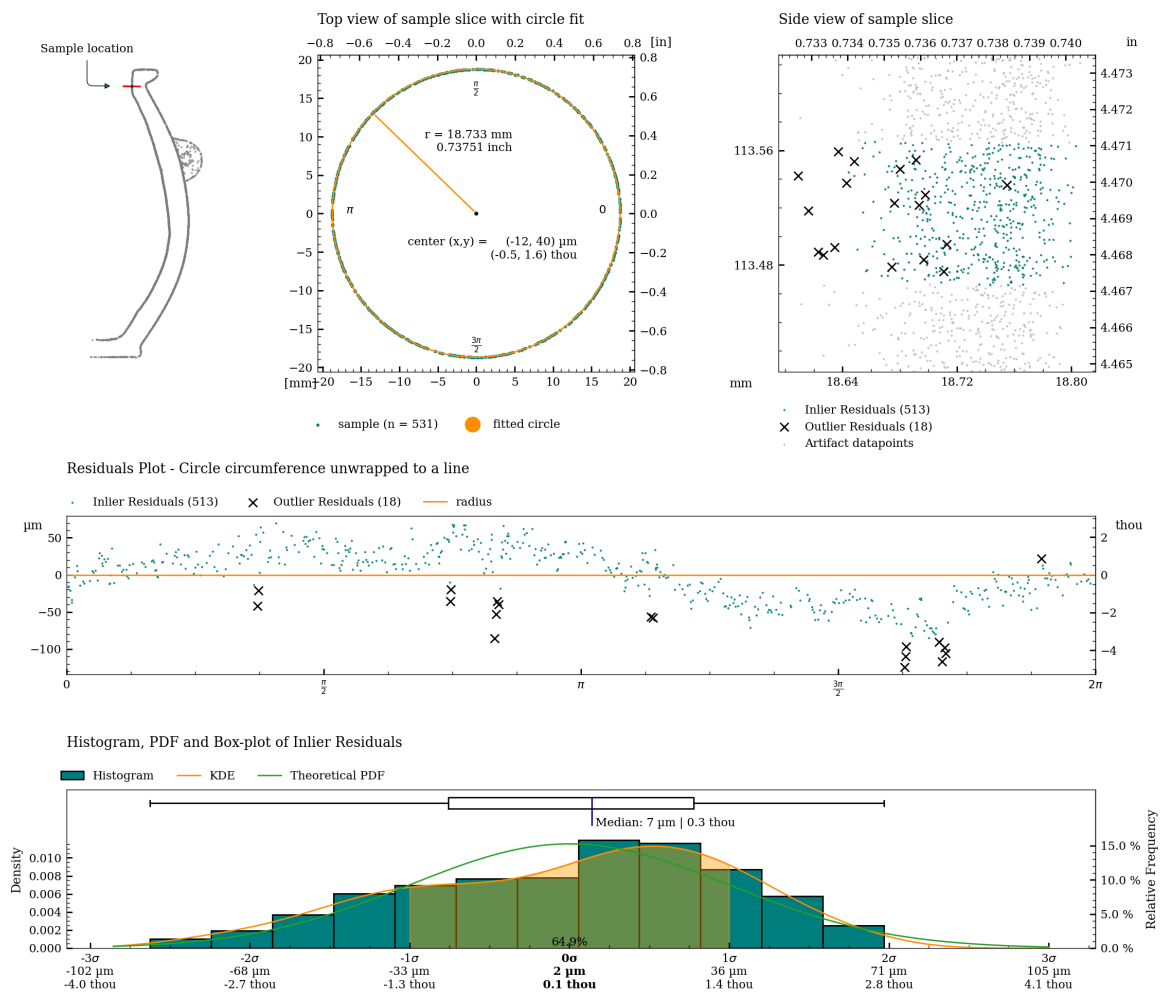 Top view of sample slice with circle fit
Side view of sample slice
Sample location
−0.8 −0.6 −0.4 −0.2 0.0 0.2 0.4 0.6 0.8 [in]
0.733 0.734 0.735 0.736 0.737 0.738 0.739 0.740 in
20
15
10
5
0
−5
−10
−15
−20
0.8
0.6
0.4
0.2
0.0
−0.2
−0.4
−0.6
−0.8
π/2
r = 18.733 mm
0.73751 inch
π
0
center (x,y) = (-12, 40) µm
(-0.5, 1.6) thou
3π/2
[mm] −20 −15 −10 −5 0 5 10 15 20
113.56
113.48
4.473
4.472
4.471
4.470
4.469
4.468
4.467
4.466
4.465
mm 18.64 18.72 18.80
sample (n = 531) fitted circle
Inlier Residuals (513)
Outlier Residuals (18)
Artifact datapoints
Residuals Plot - Circle circumference unwrapped to a line
Inlier Residuals (513) Outlier Residuals (18) radius
µm
thou
50
0
−50
−100
2
0
−2
−4
0 π/2 π 3π/2 2π
Histogram, PDF and Box-plot of Inlier Residuals
Histogram KDE Theoretical PDF
Median: 7 µm | 0.3 thou
Density
0.010
0.008
0.006
0.004
0.002
0.000
15.0 %
10.0 %
5.0 %
0.0 %
Relative Frequency
64.9%
-3σ -2σ -1σ 0σ 1σ 2σ 3σ
-102 µm -68 µm -33 µm 2 µm 36 µm 71 µm 105 µm
-4.0 thou -2.7 thou -1.3 thou 0.1 thou 1.4 thou 2.8 thou 4.1 thou